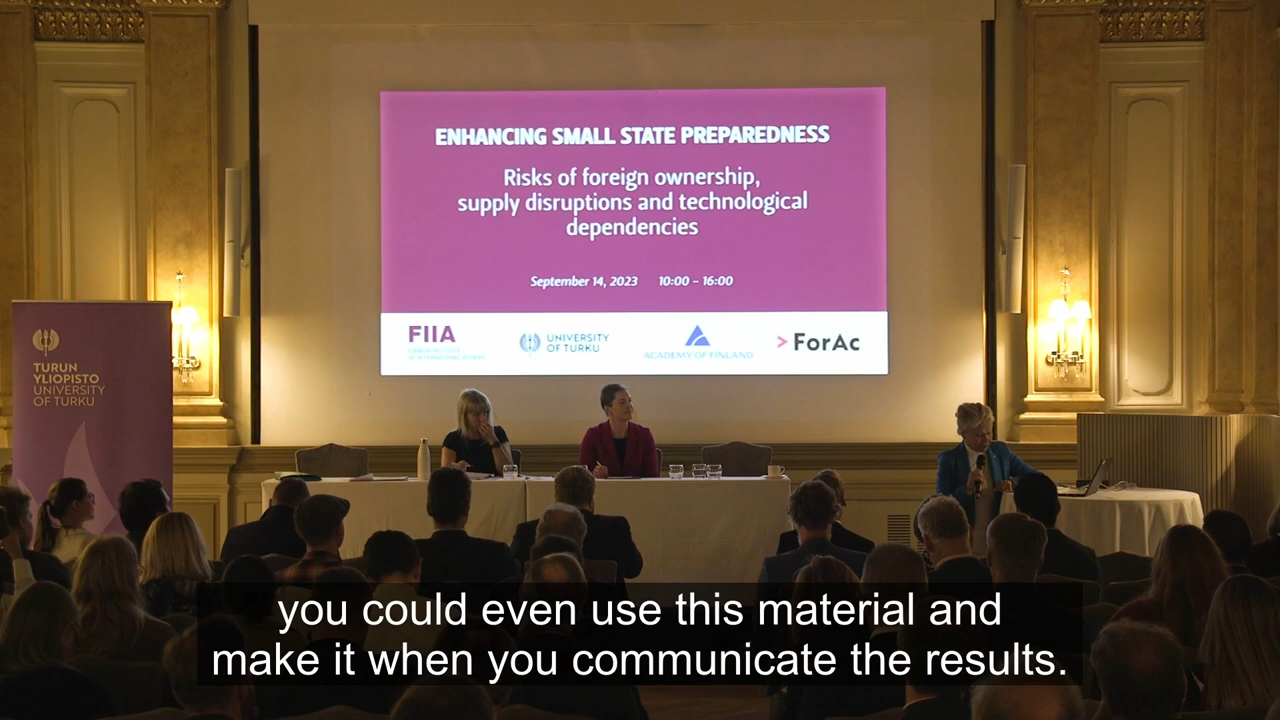 ENHANCING SMALL STATE PREPAREDNESS
Risks of foreign ownership,
supply disruptions and technological
dependencies
September 14, 2023 10:00 – 16:00
FIIA
UNIVERSITY
OF TURKU
ACADEMY OF FINLAND
>ForAc
TURUN
YLIOPISTO
UNIVERSITY
OF TURKU
you could even use this material and
make it when you communicate the results.